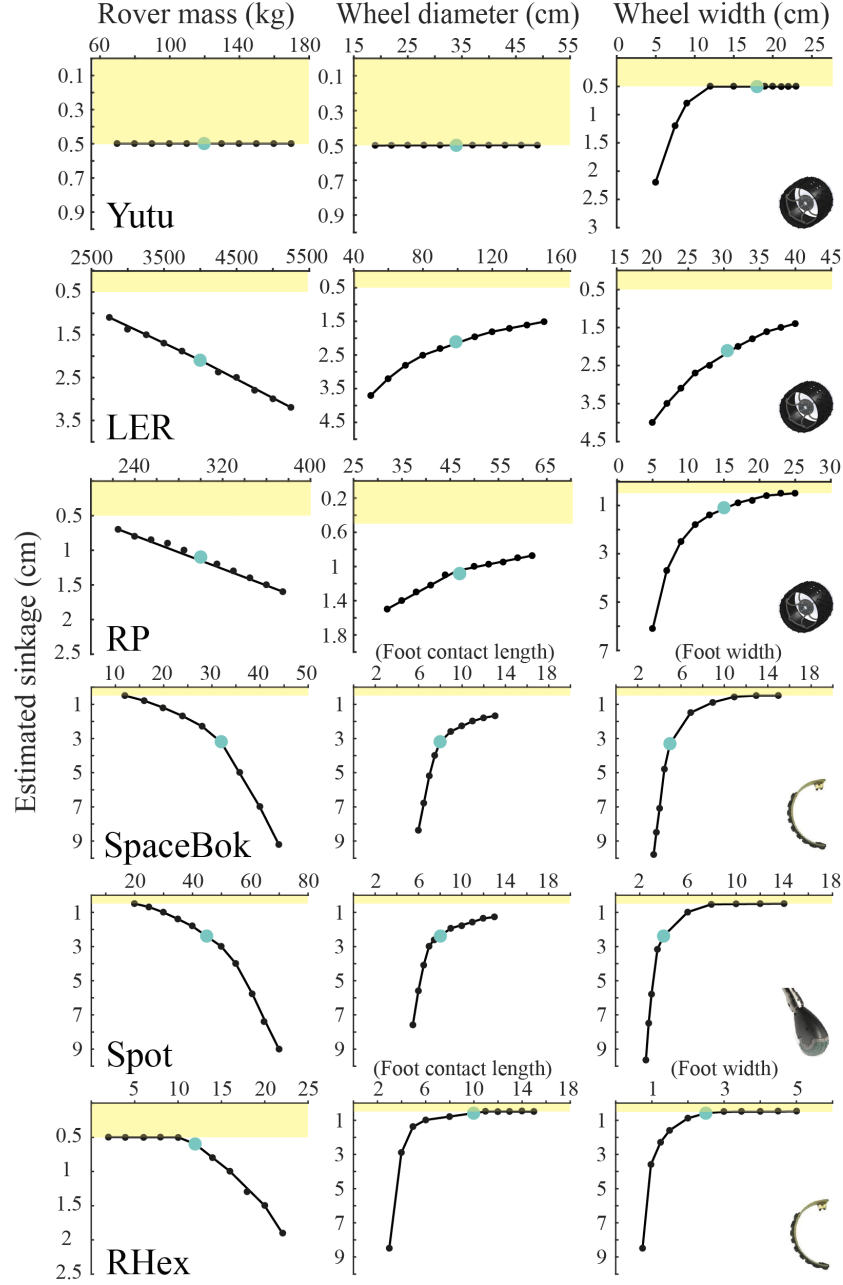 Rover mass (kg) Wheel diameter (cm) Wheel width (cm)
60 100 140 180 15 25 35 45 55 0 5 10 15 20 25
0.1 0.3 0.5 0.7 0.9
0.1 0.3 0.5 0.7 0.9
0.5 1 1.5 2 2.5 3
Yutu
2500 3500 4500 5500 40 80 120 160 15 20 25 30 35 40 45
0.5 1.5 2.5 3.5
0.5 1.5 2.5 3.5 4.5
0.5 1.5 2.5 3.5 4.5
LER
240 320 400 25 35 45 55 65 0 5 10 15 20 25 30
0.5 1 1.5 2 2.5
0.2 0.6 1 1.4 1.8
1 3 5 7
RP
Estimated sinkage (cm)
(Foot contact length) (Foot width)
10 20 30 40 50 2 6 10 14 18 2 6 10 14 18
1 3 5 7 9
1 3 5 7 9
1 3 5 7 9
SpaceBok
20 40 60 80 2 6 10 14 18 2 6 10 14 18
1 3 5 7 9
1 3 5 7 9
1 3 5 7 9
Spot
(Foot contact length) (Foot width)
5 10 15 20 25 2 6 10 14 18 1 3 5
0.5 1 1.5 2 2.5
1 3 5 7 9
1 3 5 7 9
RHex